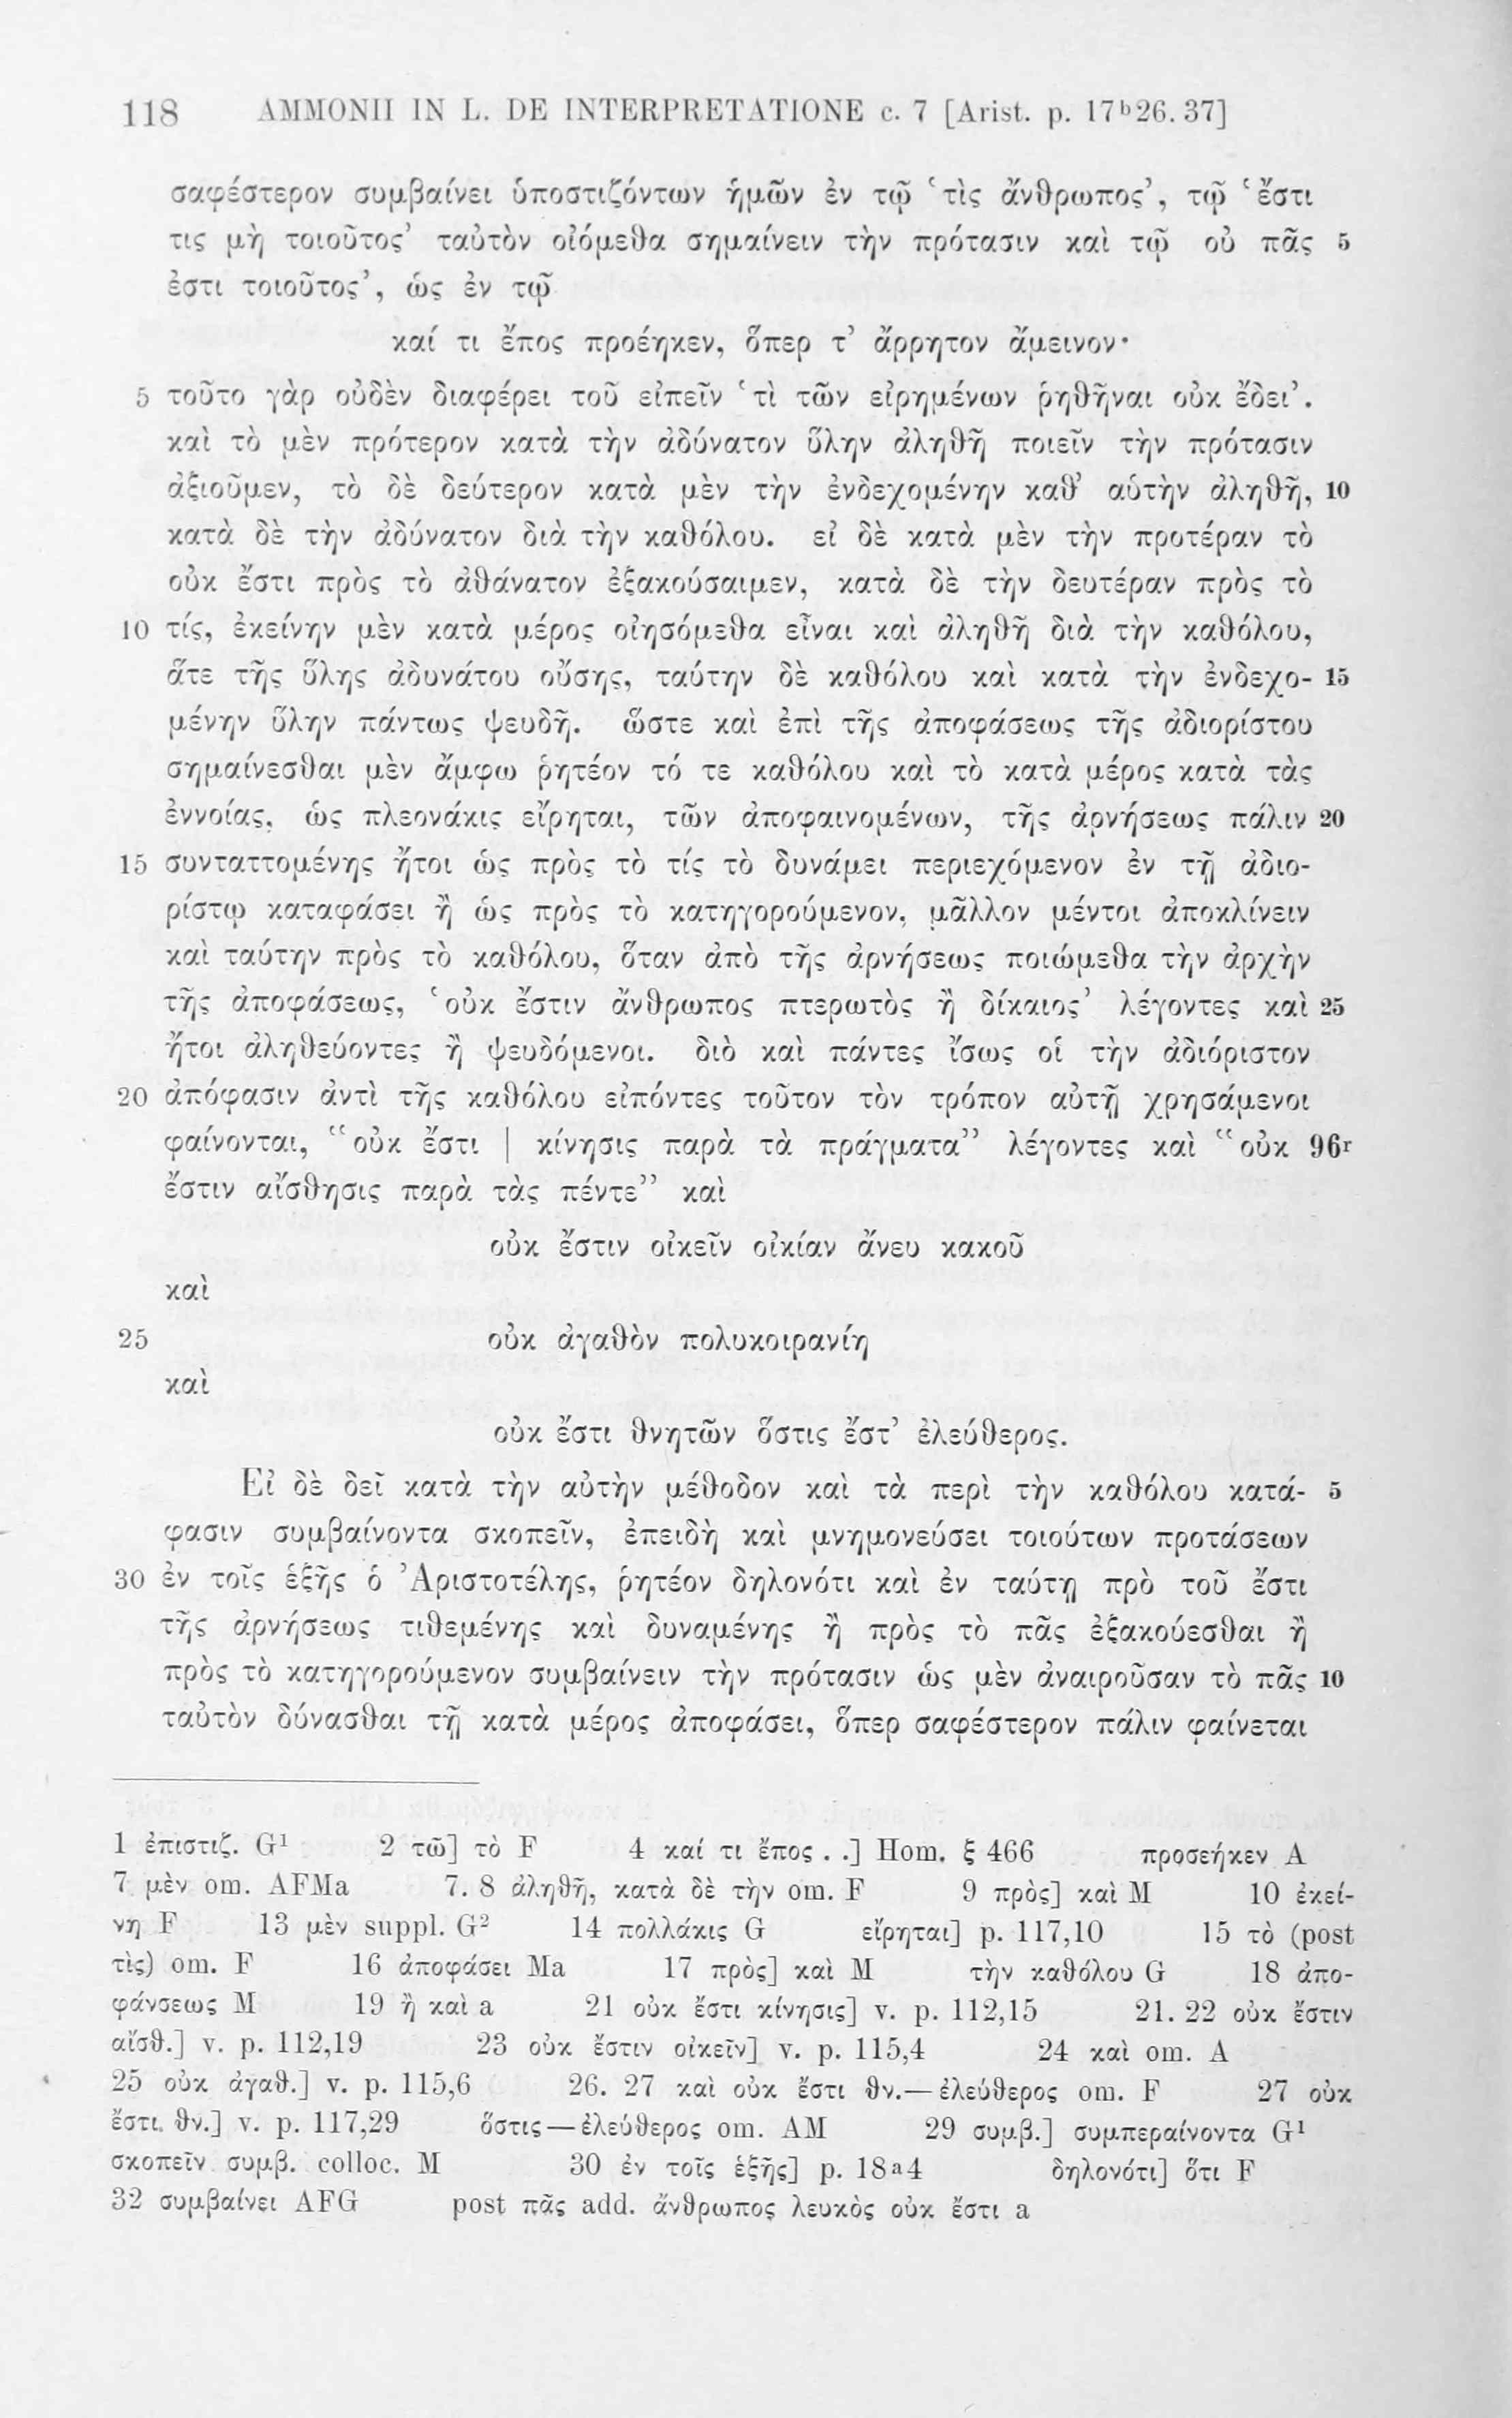 118 AMMONII IN L. DE INTERPRETATIONE c. 7 [Arist. p. 17ᵇ26. 37]
σαφέστερον συμβαίνει ὑποστιζόντων ἡμῶν ἐν τῷ ‘τὶς ἄνθρωπος’, τῷ ‘ἔστι
τις μὴ τοιοῦτος’ ταὐτὸν οἰόμεθα σημαίνειν τὴν πρότασιν καὶ τῷ οὐ πᾶς 5
ἐστι τοιοῦτος’, ὡς ἐν τῷ
καί τι ἔπος προέηκεν, ὅπερ τ’ ἄρρητον ἄμεινον·
5 τοῦτο γὰρ οὐδὲν διαφέρει τοῦ εἰπεῖν ‘τὶ τῶν εἰρημένων ῥηθῆναι οὐκ ἔδει’.
καὶ τὸ μὲν πρότερον κατὰ τὴν ἀδύνατον ὕλην ἀληθῆ ποιεῖν τὴν πρότασιν
ἀξιοῦμεν, τὸ δὲ δεύτερον κατὰ μὲν τὴν ἐνδεχομένην καθ’ αὑτὴν ἀληθῆ, 10
κατὰ δὲ τὴν ἀδύνατον διὰ τὴν καθόλου. εἰ δὲ κατὰ μὲν τὴν προτέραν τὸ
οὐκ ἔστι πρὸς τὸ ἀθάνατον ἐξακούσαιμεν, κατὰ δὲ τὴν δευτέραν πρὸς τὸ
10 τίς, ἐκείνην μὲν κατὰ μέρος οἰησόμεθα εἶναι καὶ ἀληθῆ διὰ τὴν καθόλου,
ἅτε τῆς ὕλης ἀδυνάτου οὔσης, ταύτην δὲ καθόλου καὶ κατὰ τὴν ἐνδεχο- 15
μένην ὕλην πάντως ψευδῆ. ὥστε καὶ ἐπὶ τῆς ἀποφάσεως τῆς ἀδιορίστου
σημαίνεσθαι μὲν ἄμφω ῥητέον τό τε καθόλου καὶ τὸ κατὰ μέρος κατὰ τὰς
ἐννοίας, ὡς πλεονάκις εἴρηται, τῶν ἀποφαινομένων, τῆς ἀρνήσεως πάλιν 20
15 συνταττομένης ἤτοι ὡς πρὸς τὸ τίς τὸ δυνάμει περιεχόμενον ἐν τῇ ἀδιο-
ρίστῳ καταφάσει ἢ ὡς πρὸς τὸ κατηγορούμενον, μᾶλλον μέντοι ἀποκλίνειν
καὶ ταύτην πρὸς τὸ καθόλου, ὅταν ἀπὸ τῆς ἀρνήσεως ποιώμεθα τὴν ἀρχὴν
τῆς ἀποφάσεως, ‘οὐκ ἔστιν ἄνθρωπος πτερωτὸς ἢ δίκαιος’ λέγοντες καὶ 25
ἤτοι ἀληθεύοντες ἢ ψευδόμενοι. διὸ καὶ πάντες ἴσως οἱ τὴν ἀδιόριστον
20 ἀπόφασιν ἀντὶ τῆς καθόλου εἰπόντες τοῦτον τὸν τρόπον αὐτῇ χρησάμενοι
φαίνονται, “οὐκ ἔστι | κίνησις παρὰ τὰ πράγματα” λέγοντες καὶ “οὐκ 96ʳ
ἔστιν αἴσθησις παρὰ τὰς πέντε” καὶ
οὐκ ἔστιν οἰκεῖν οἰκίαν ἄνευ κακοῦ
καὶ
25 οὐκ ἀγαθὸν πολυκοιρανίη
καὶ
οὐκ ἔστι θνητῶν ὅστις ἔστ’ ἐλεύθερος.
Εἰ δὲ δεῖ κατὰ τὴν αὐτὴν μέθοδον καὶ τὰ περὶ τὴν καθόλου κατά- 5
φασιν συμβαίνοντα σκοπεῖν, ἐπειδὴ καὶ μνημονεύσει τοιούτων προτάσεων
30 ἐν τοῖς ἑξῆς ὁ Ἀριστοτέλης, ῥητέον δηλονότι καὶ ἐν ταύτῃ πρὸ τοῦ ἔστι
τῆς ἀρνήσεως τιθεμένης καὶ δυναμένης ἢ πρὸς τὸ πᾶς ἐξακούεσθαι ἢ
πρὸς τὸ κατηγορούμενον συμβαίνειν τὴν πρότασιν ὡς μὲν ἀναιροῦσαν τὸ πᾶς 10
ταὐτὸν δύνασθαι τῇ κατὰ μέρος ἀποφάσει, ὅπερ σαφέστερον πάλιν φαίνεται
1 ἐπιστιζ. G¹ 2 τῶ] τὸ F 4 καί τι ἔπος . .] Hom. ξ 466 προσεήκεν A
7 μὲν om. AFMa 7. 8 ἀληθῆ, κατὰ δὲ τὴν om. F 9 πρὸς] καὶ M 10 ἐκεί-
νη F 13 μὲν suppl. G² 14 πολλάκις G εἴρηται] p. 117,10 15 τὸ (post
τὶς) om. F 16 ἀποφάσει Ma 17 πρὸς] καὶ M τὴν καθόλου G 18 ἀπο-
φάνσεως M 19 ἢ καὶ a 21 οὐκ ἔστι κίνησις] v. p. 112,15 21. 22 οὐκ ἔστιν
αἴσθ.] v. p. 112,19 23 οὐκ ἔστιν οἰκεῖν] v. p. 115,4 24 καὶ om. A
25 οὐκ ἀγαθ.] v. p. 115,6 26. 27 καὶ οὐκ ἔστι θν.—ἐλεύθερος om. F 27 οὐκ
ἔστι θν.] v. p. 117,29 ὅστις—ἐλεύθερος om. AM 29 συμβ.] συμπεραίνοντα G¹
σκοπεῖν συμβ. colloc. M 30 ἐν τοῖς ἑξῆς] p. 18ᵃ4 δηλονότι] ὅτι F
32 συμβαίνει AFG post πᾶς add. ἄνθρωπος λευκὸς οὐκ ἔστι a